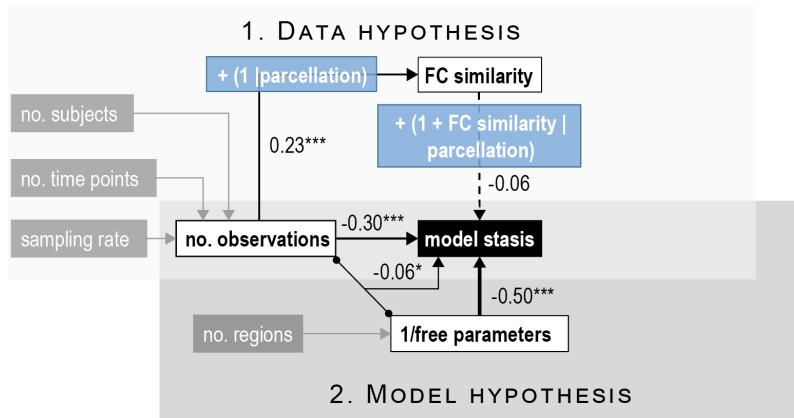 1. DATA HYPOTHESIS
+ (1 |parcellation)
FC similarity
no. subjects
+ (1 + FC similarity |
parcellation)
0.23***
no. time points
-0.06
sampling rate
no. observations
-0.30***
model stasis
-0.06*
-0.50***
no. regions
1/free parameters
2. MODEL HYPOTHESIS